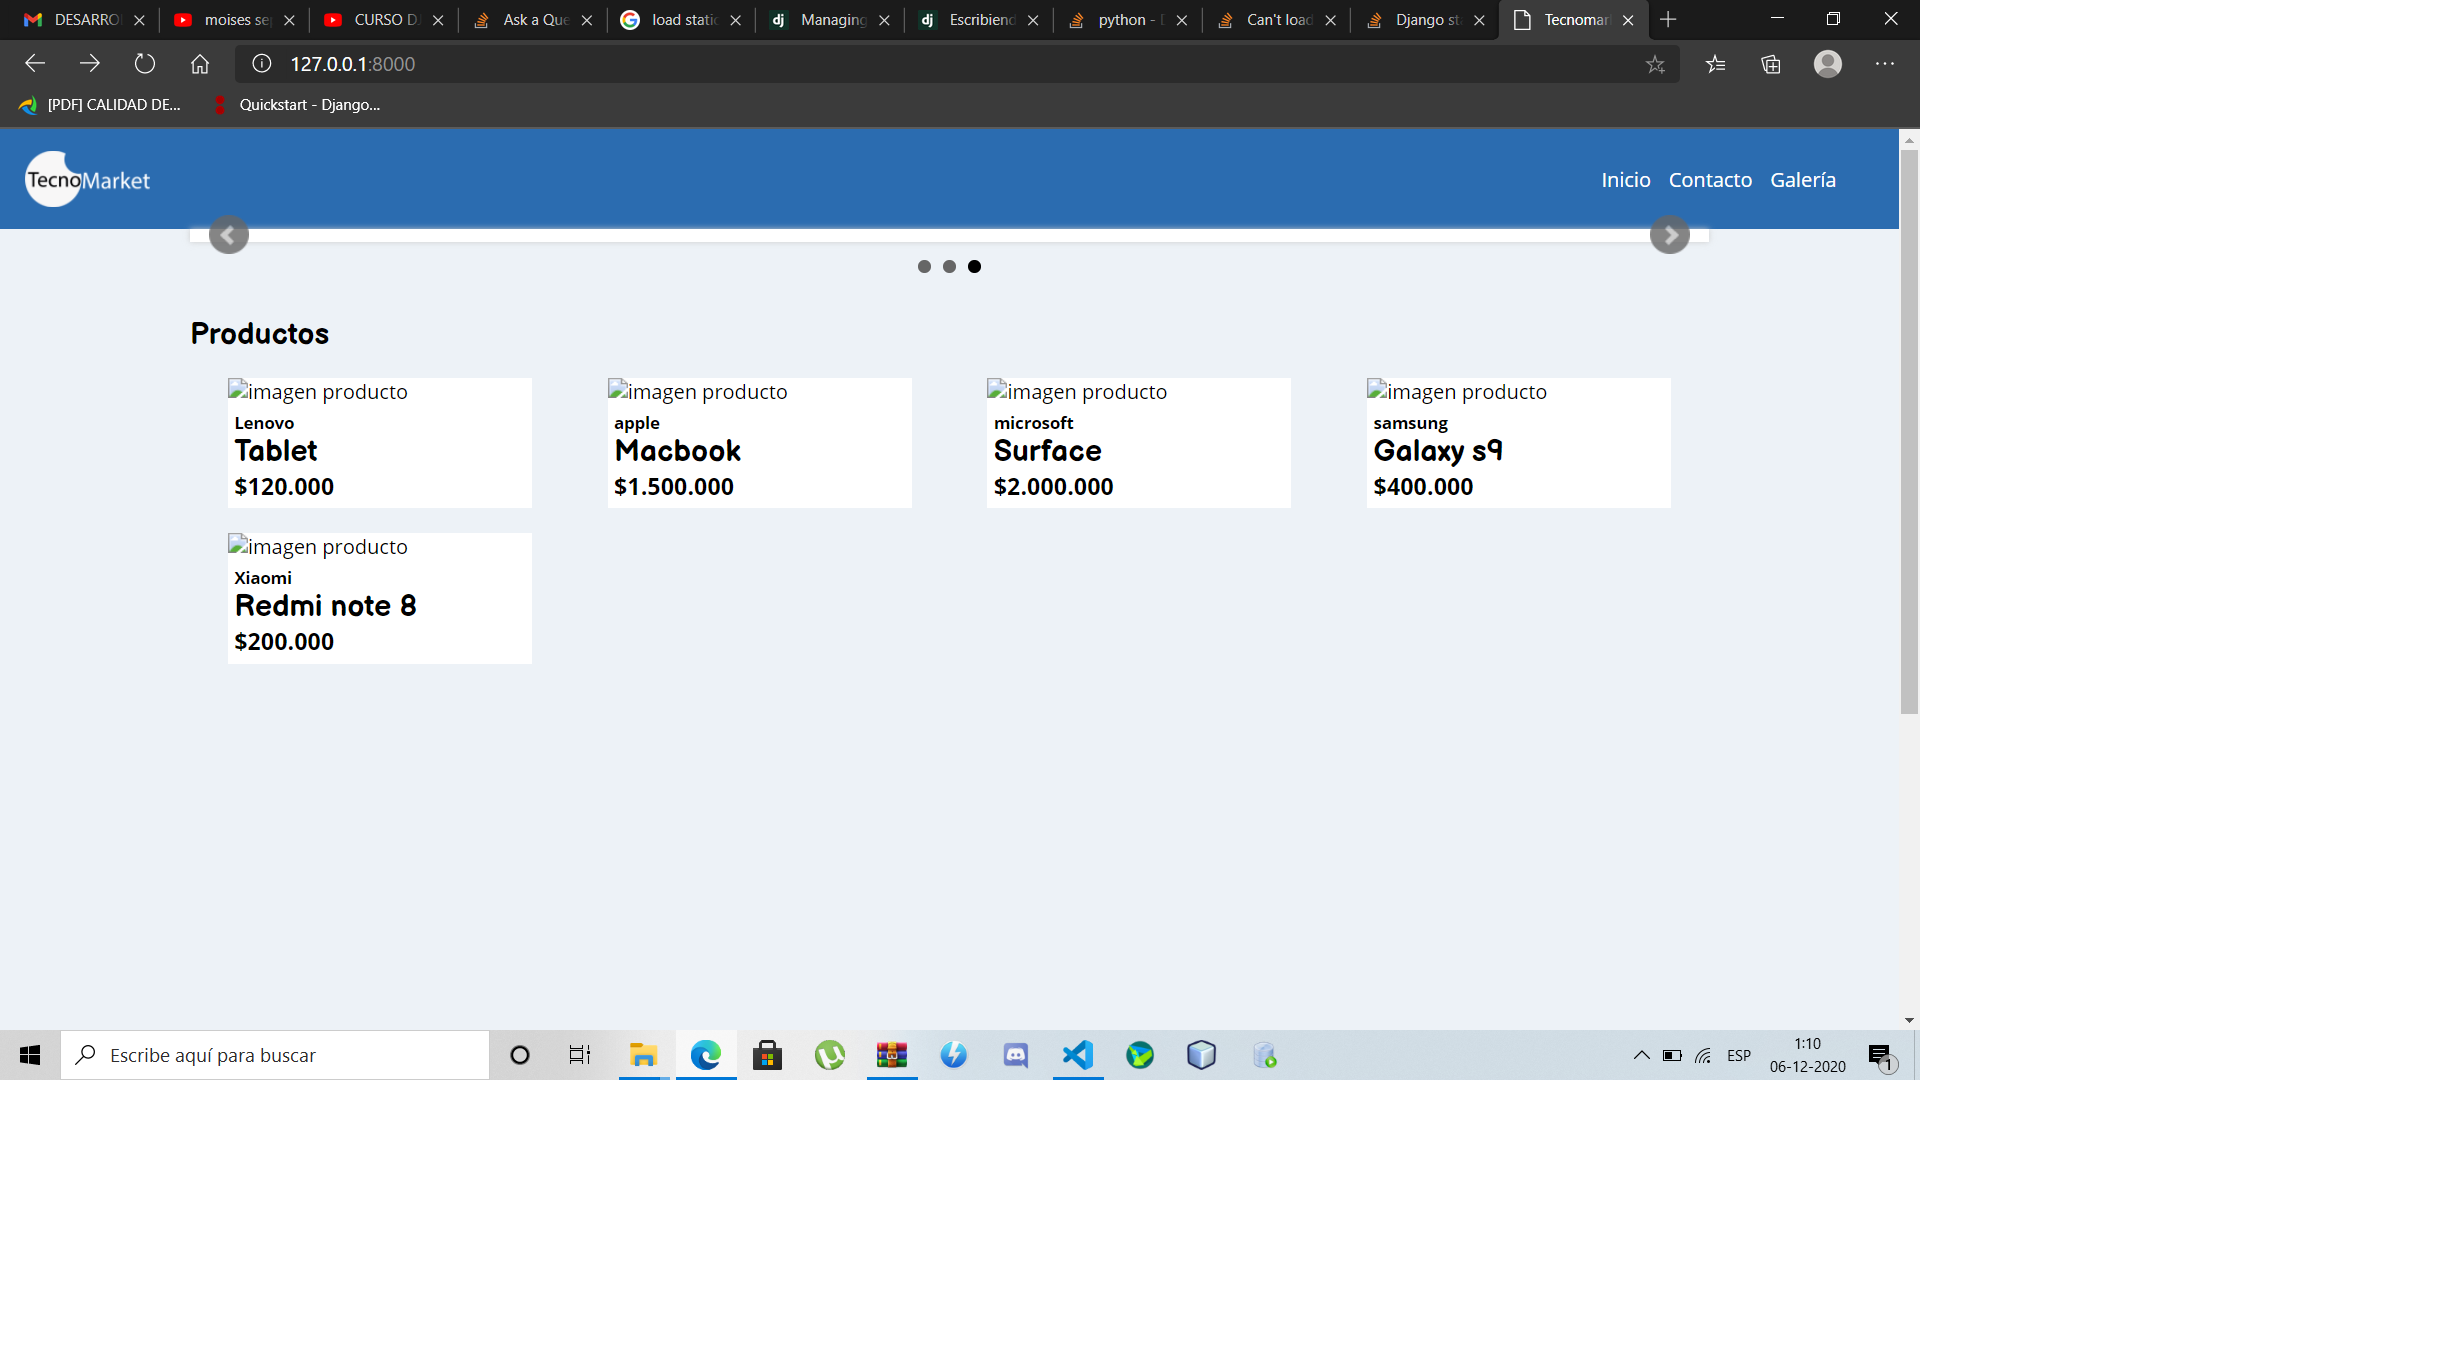 DESARRO
moises se
CURSO D
Ask a Que
load stati
Managing
Escribiend
python -
Can't load
Django st
Tecnomar
127.0.0.1:8000
[PDF] CALIDAD DE...
Quickstart - Django...
TecnoMarket
Inicio Contacto Galería
Productos
imagen producto
Lenovo
Tablet
$120.000
imagen producto
apple
Macbook
$1.500.000
imagen producto
microsoft
Surface
$2.000.000
imagen producto
samsung
Galaxy s9
$400.000
imagen producto
Xiaomi
Redmi note 8
$200.000
Escribe aquí para buscar
ESP
1:10
06-12-2020
1